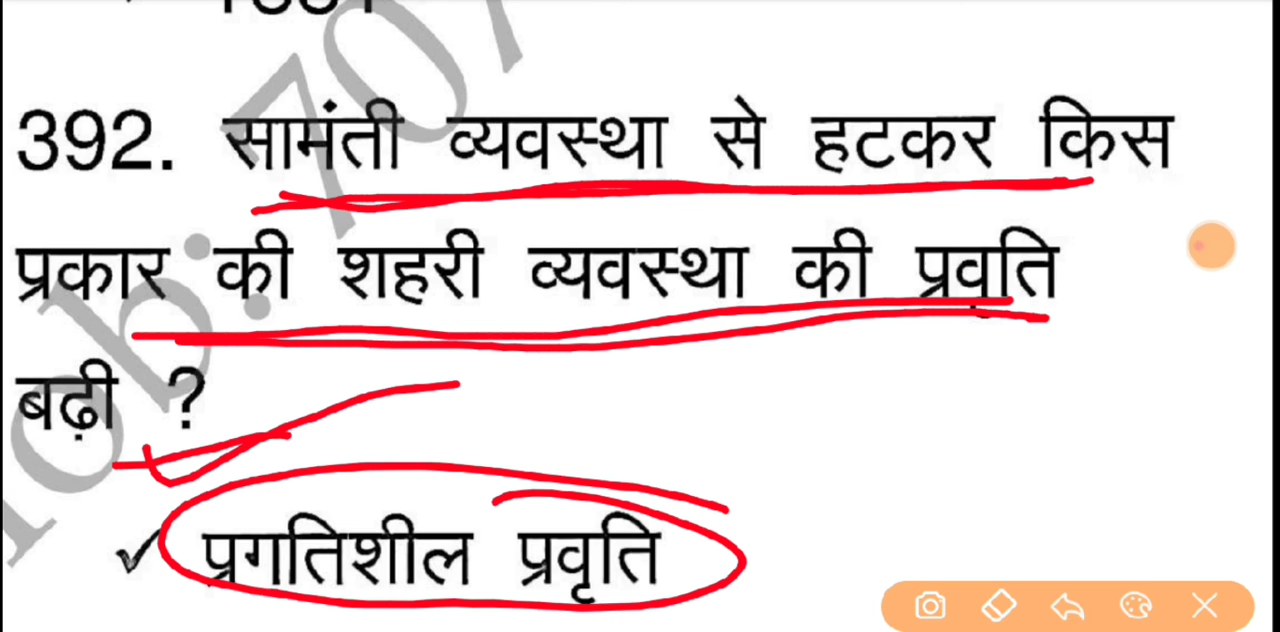 392. सामंती व्यवस्था से हटकर किस
प्रकार की शहरी व्यवस्था की प्रवृति
बढ़ी ?
✓ प्रगतिशील प्रवृति